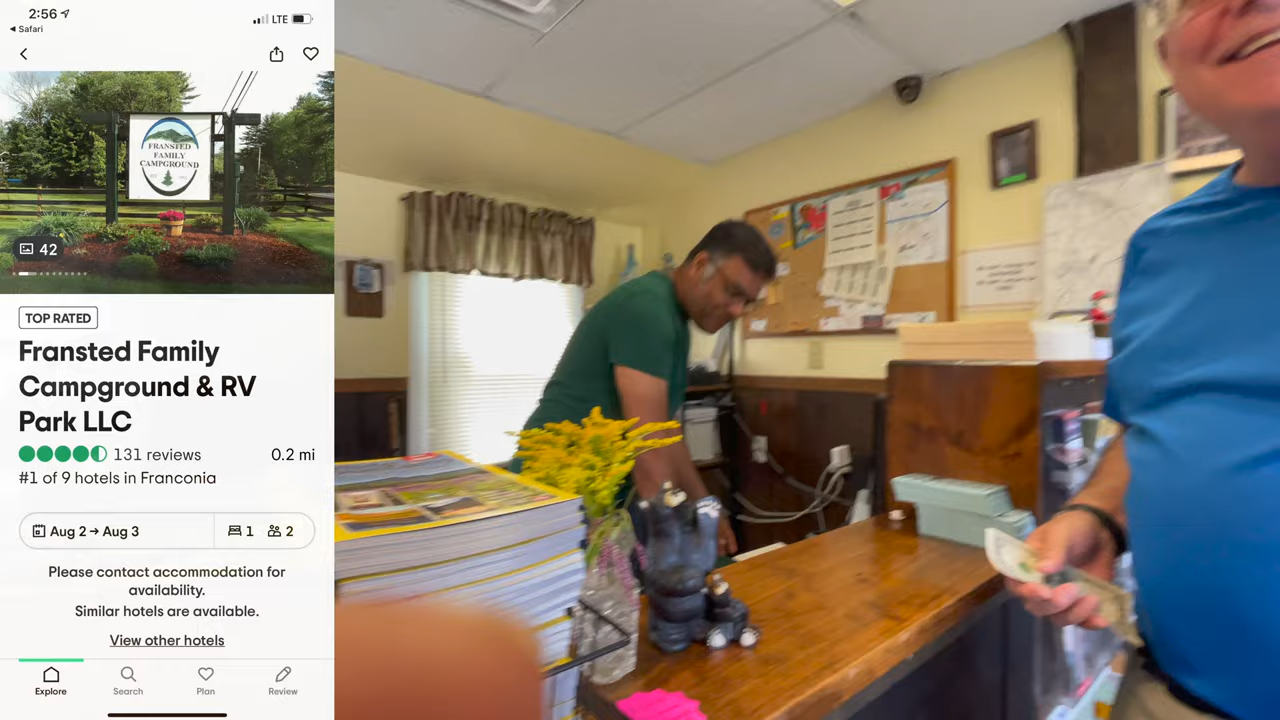 2:56
LTE
Safari
FRANSTED
FAMILY
CAMPGROUND
42
TOP RATED
Fransted Family
Campground & RV
Park LLC
131 reviews
0.2 mi
#1 of 9 hotels in Franconia
Aug 2 → Aug 3
1
2
Please contact accommodation for
availability.
Similar hotels are available.
View other hotels
Explore
Search
Plan
Review